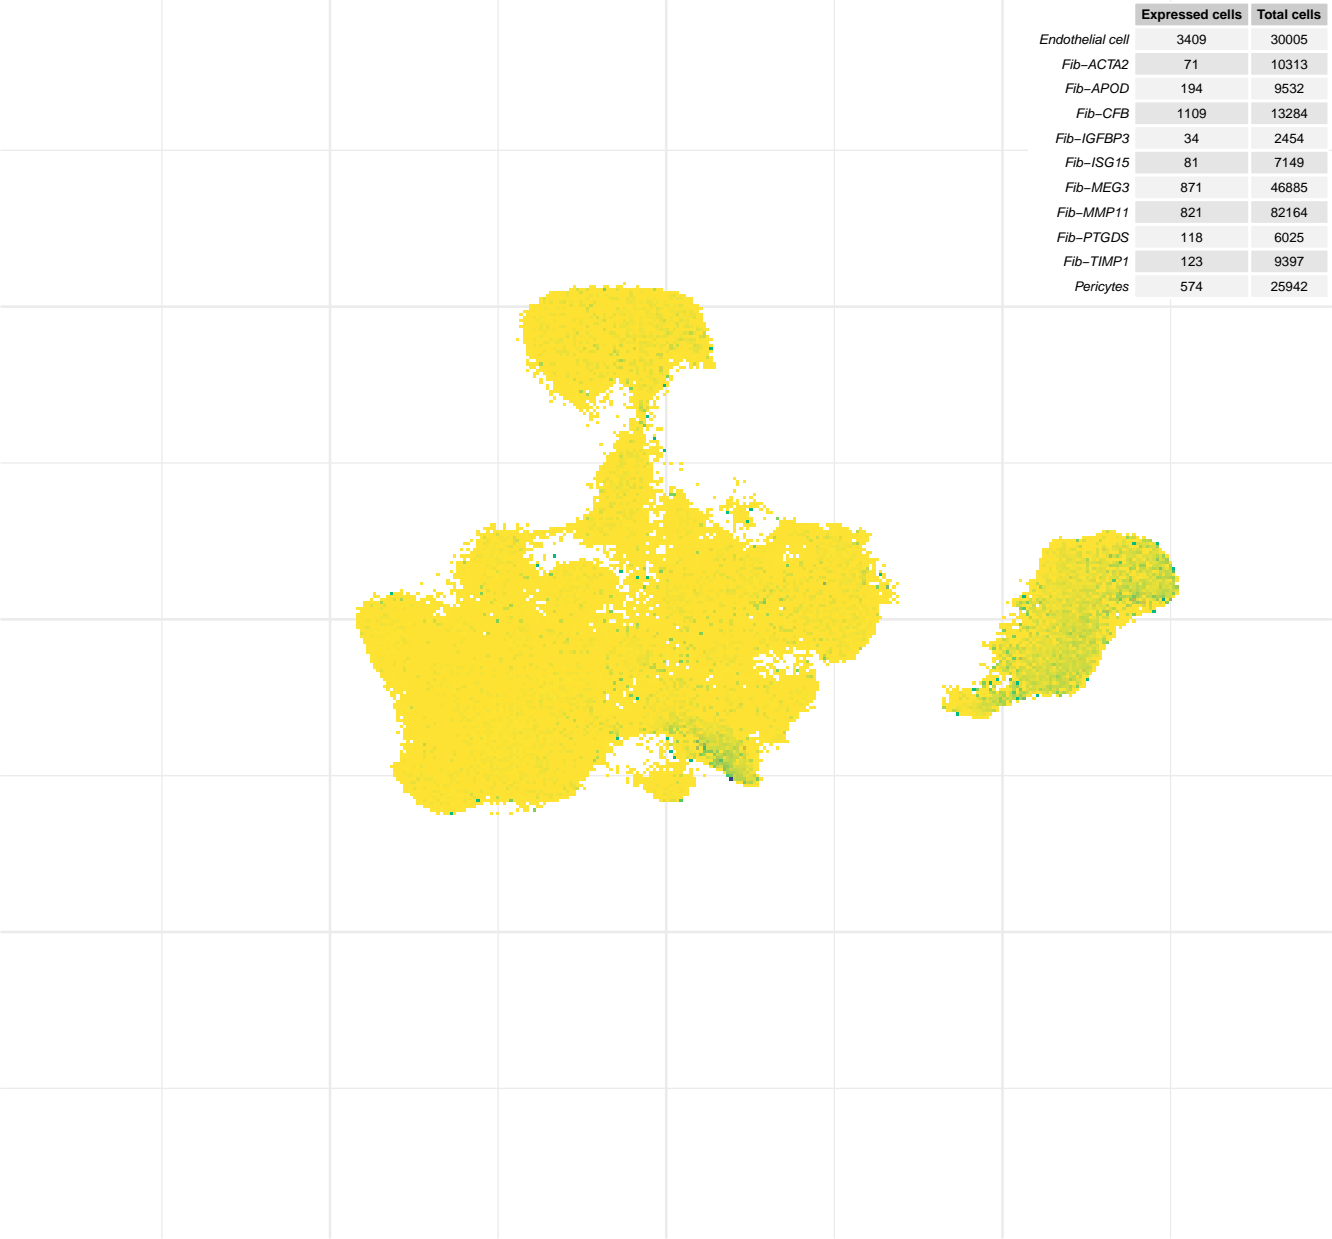 Expressed cells Total cells
Endothelial cell 3409 30005
Fib−ACTA2 71 10313
Fib−APOD 194 9532
Fib−CFB 1109 13284
Fib−IGFBP3 34 2454
Fib−ISG15 81 7149
Fib−MEG3 871 46885
Fib−MMP11 821 82164
Fib−PTGDS 118 6025
Fib−TIMP1 123 9397
Pericytes 574 25942